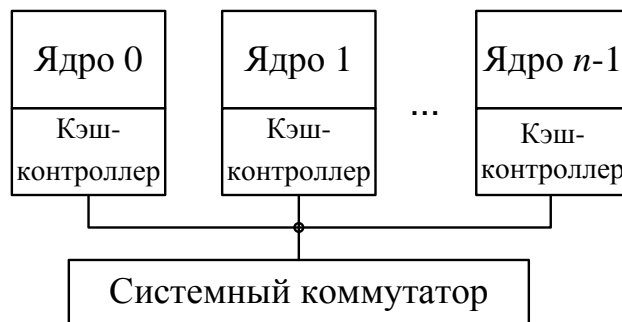 Ядро 0
Кэш-
контроллер
Ядро 1
Кэш-
контроллер
...
Ядро n-1
Кэш-
контроллер
Системный коммутатор